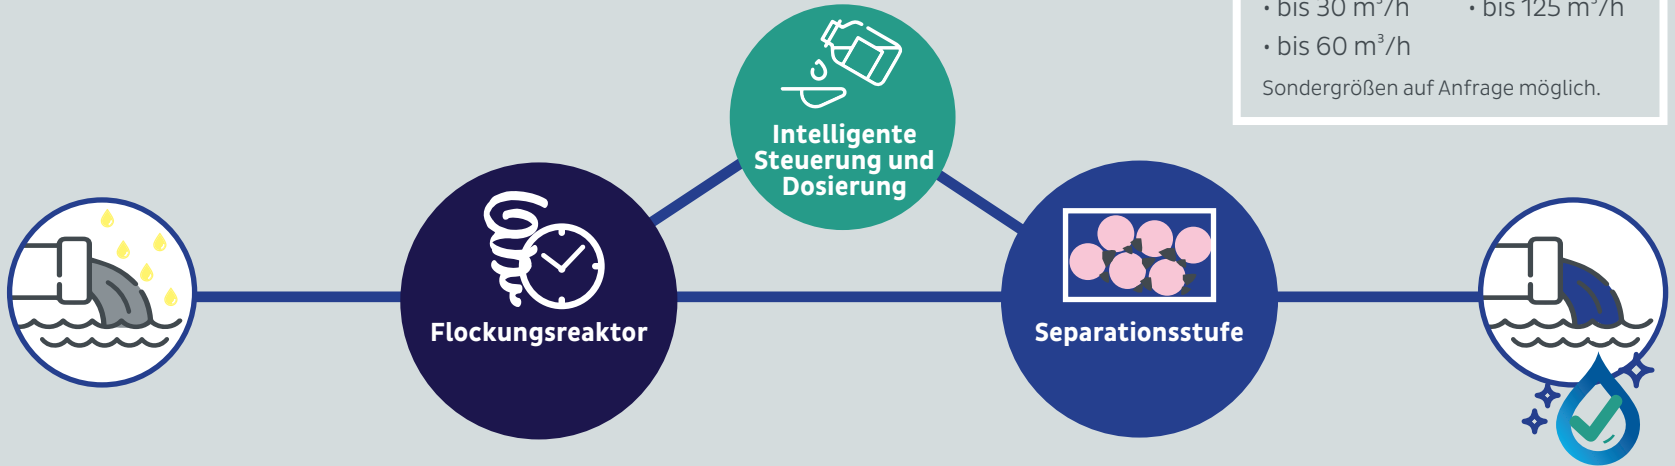 • bis 30 m³/h • bis 125 m³/h
• bis 60 m³/h
Sondergrößen auf Anfrage möglich.
Intelligente
Steuerung und
Dosierung
Flockungsreaktor
Separationsstufe